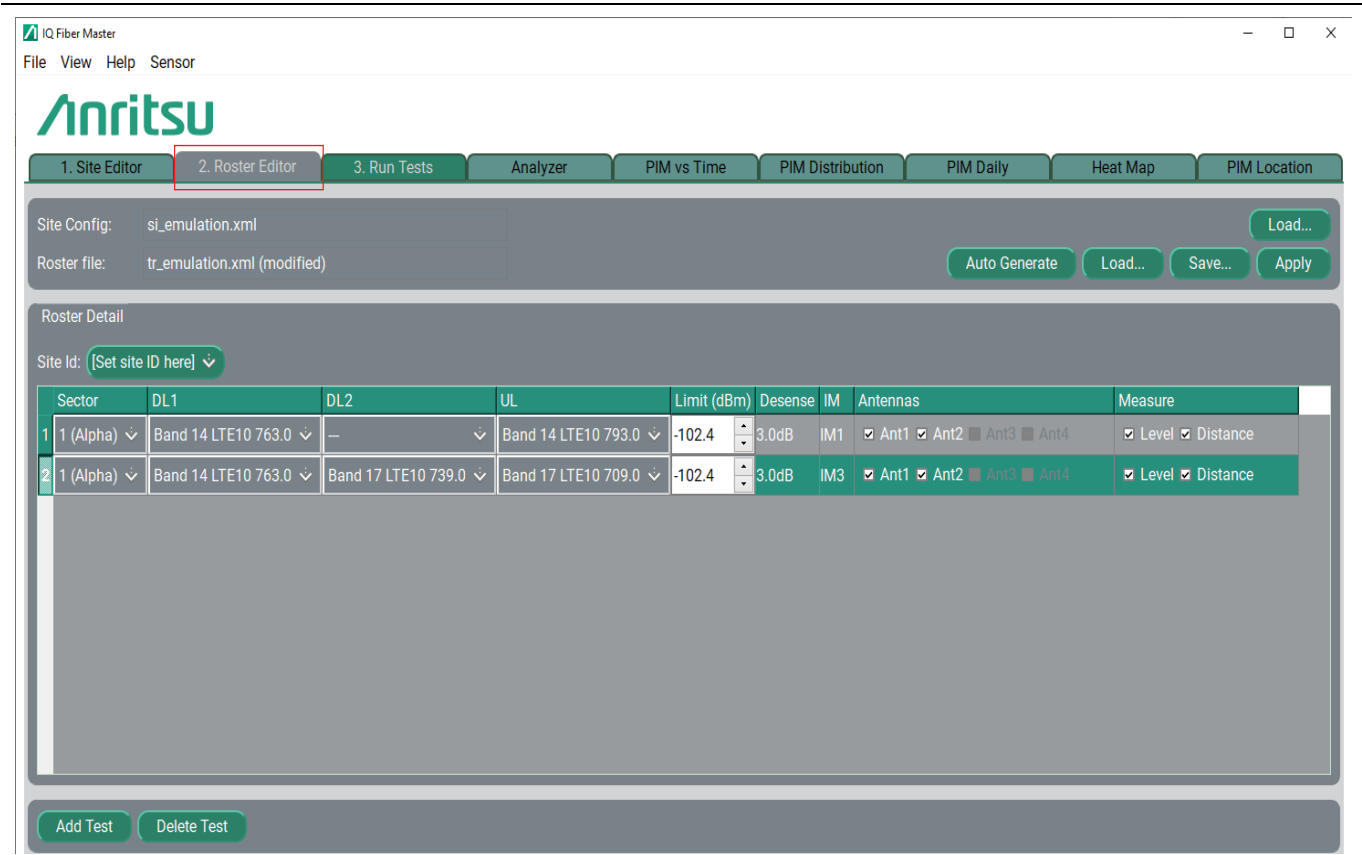 IQ Fiber Master
File View Help Sensor
Anritsu
1. Site Editor 2. Roster Editor 3. Run Tests Analyzer PIM vs Time PIM Distribution PIM Daily Heat Map PIM Location
Site Config: si_emulation.xml Load...
Roster file: tr_emulation.xml (modified) Auto Generate Load... Save... Apply
Roster Detail
Site Id: [Set site ID here]
Sector DL1 DL2 UL Limit (dBm) Desense IM Antennas Measure
1 1 (Alpha) Band 14 LTE10 763.0 -- Band 14 LTE10 793.0 -102.4 3.0dB IM1 Ant1 Ant2 Ant3 Ant4 Level Distance
2 1 (Alpha) Band 14 LTE10 763.0 Band 17 LTE10 739.0 Band 17 LTE10 709.0 -102.4 3.0dB IM3 Ant1 Ant2 Ant3 Ant4 Level Distance
Add Test Delete Test